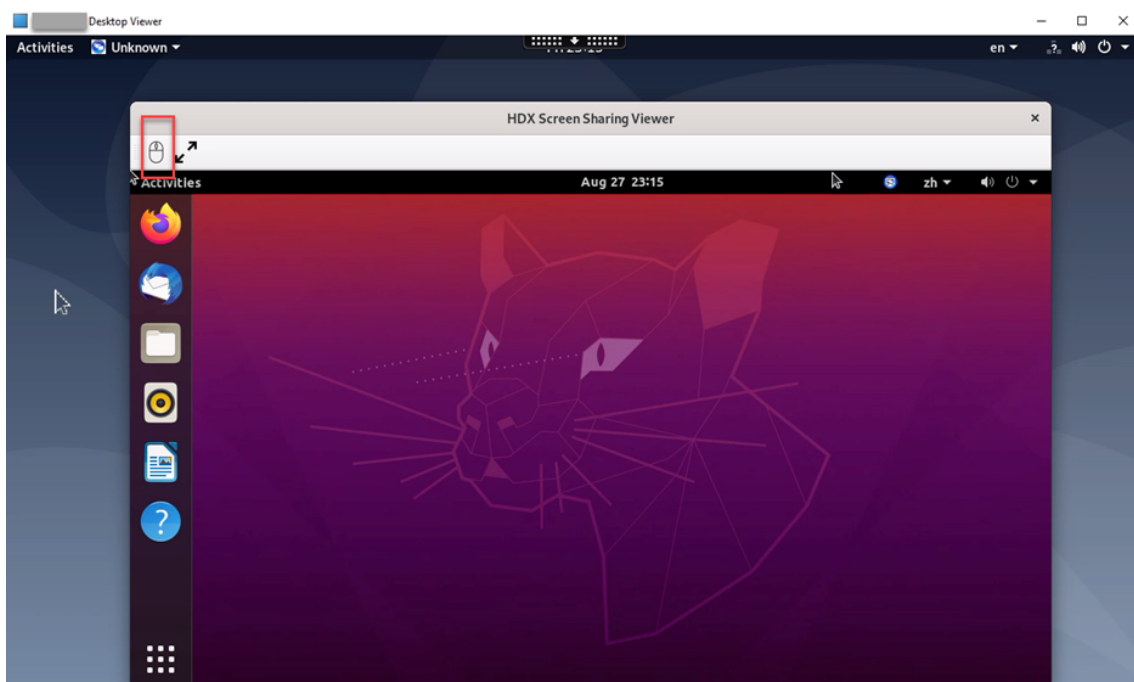 Desktop Viewer
Activities Unknown en
HDX Screen Sharing Viewer
Activities Aug 27 23:15 zh